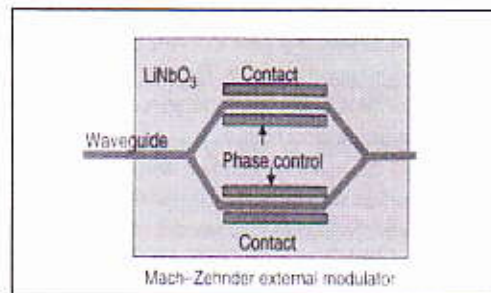 LiNbO₃
Contact
Waveguide
Phase control
Contact
Mach-Zehnder external modulator